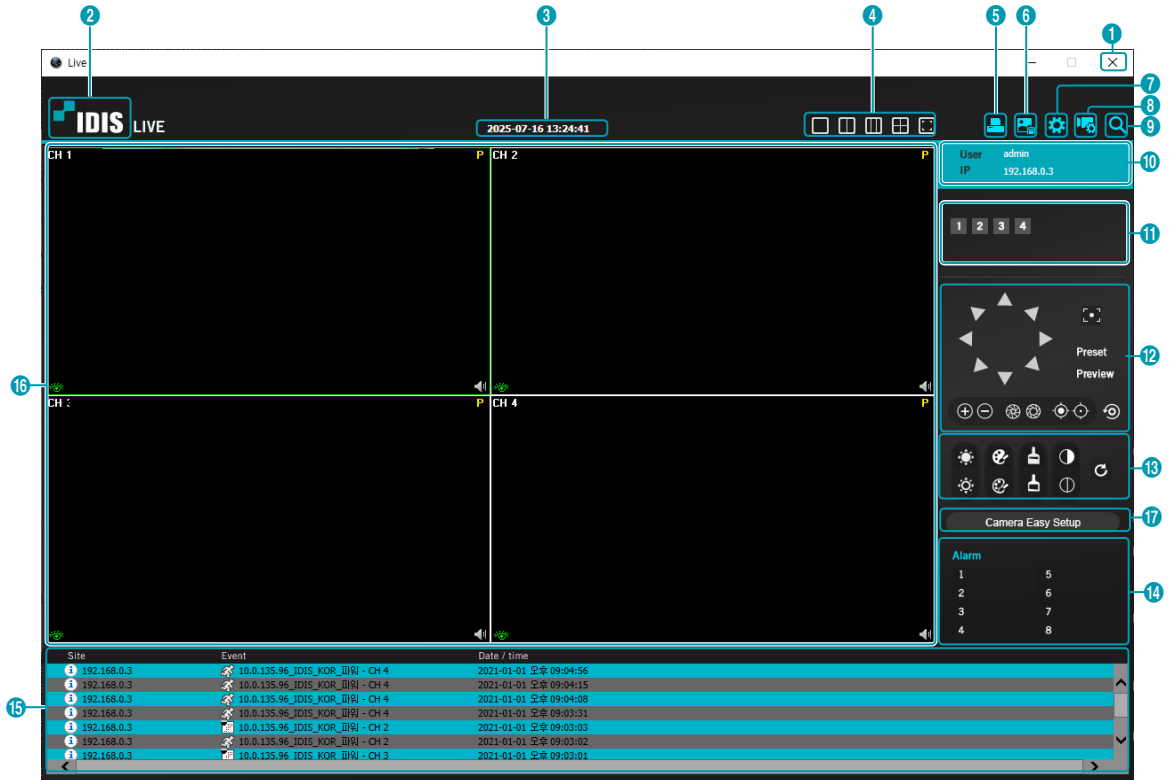 2
3
4
5
6
1
Live
7
8
IDIS LIVE
2025-07-16 13:24:41
9
CH 1
P
CH 2
P
User admin
IP 192.168.0.3
10
1 2 3 4
11
Preset
12
Preview
16
CH 3
P
CH 4
P
13
Camera Easy Setup
17
Alarm
1 5
2 6
14
3 7
4 8
Site Event Date / time
192.168.0.3 10.0.135.96_IDIS_KOR_파워 - CH 4 2021-01-01 오후 09:04:56
192.168.0.3 10.0.135.96_IDIS_KOR_파워 - CH 4 2021-01-01 오후 09:04:15
192.168.0.3 10.0.135.96_IDIS_KOR_파워 - CH 4 2021-01-01 오후 09:04:08
15
192.168.0.3 10.0.135.96_IDIS_KOR_파워 - CH 4 2021-01-01 오후 09:03:31
192.168.0.3 10.0.135.96_IDIS_KOR_파워 - CH 2 2021-01-01 오후 09:03:03
192.168.0.3 10.0.135.96_IDIS_KOR_파워 - CH 2 2021-01-01 오후 09:03:02
192.168.0.3 10.0.135.96_IDIS_KOR_파워 - CH 3 2021-01-01 오후 09:03:01